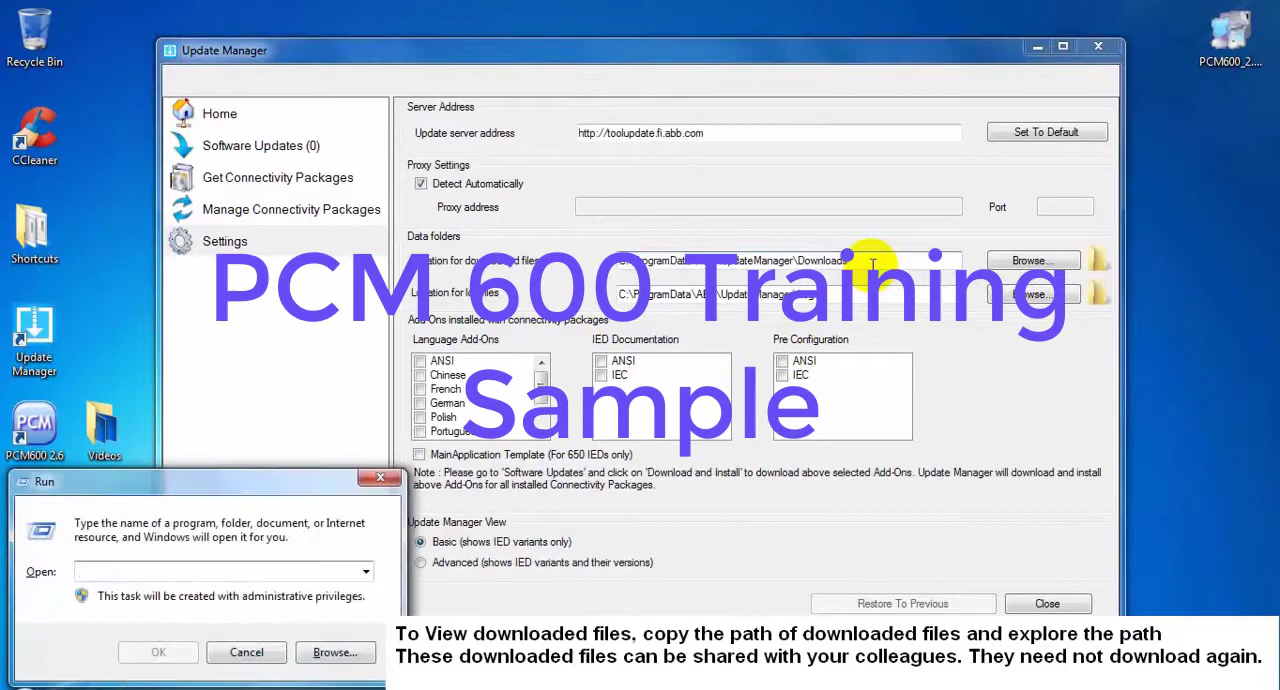 Recycle Bin
CCleaner
Shortcuts
Update
Manager
PCM
PCM600 2.6
Videos
PCM600_2....
Update Manager
Home
Software Updates (0)
Get Connectivity Packages
Manage Connectivity Packages
Settings
Server Address
Update server address
http://toolupdate.fi.abb.com
Set To Default
Proxy Settings
Detect Automatically
Proxy address
Port
Data folders
Browse...
Browse...
PCM 600 Training
Sample
Add-Ons installed with connectivity packages
Language Add-Ons
ANSI
Chinese
French
German
Polish
IED Documentation
ANSI
IEC
Pre Configuration
ANSI
IEC
MainApplication Template (For 650 IEDs only)
Note : Please go to 'Software Updates' and click on 'Download and Install' to download above selected Add-Ons. Update Manager will download and install
above Add-Ons for all installed Connectivity Packages.
Update Manager View
Basic (shows IED variants only)
Advanced (shows IED variants and their versions)
Restore To Previous
Close
Run
Type the name of a program, folder, document, or Internet
resource, and Windows will open it for you.
Open:
This task will be created with administrative privileges.
OK
Cancel
Browse...
To View downloaded files, copy the path of downloaded files and explore the path
These downloaded files can be shared with your colleagues. They need not download again.